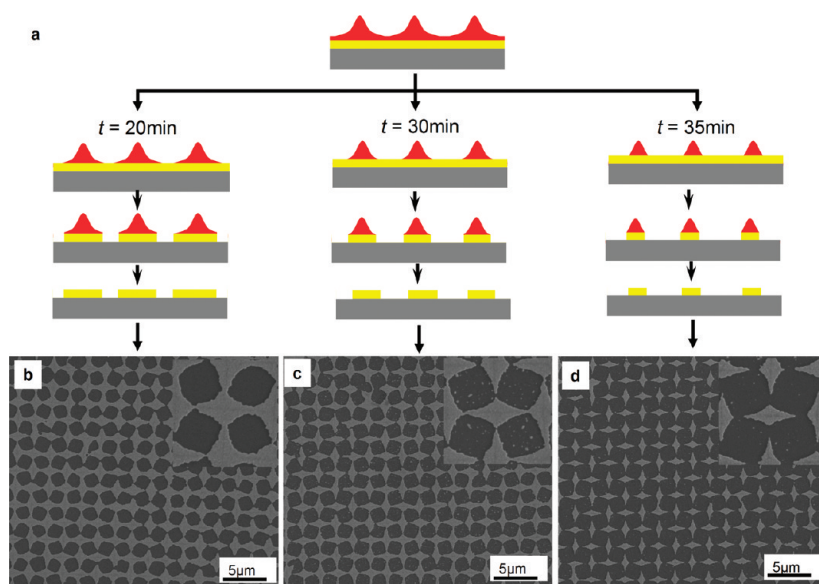 a
t = 20min
t = 30min
t = 35min
b
c
d
5μm
5μm
5μm